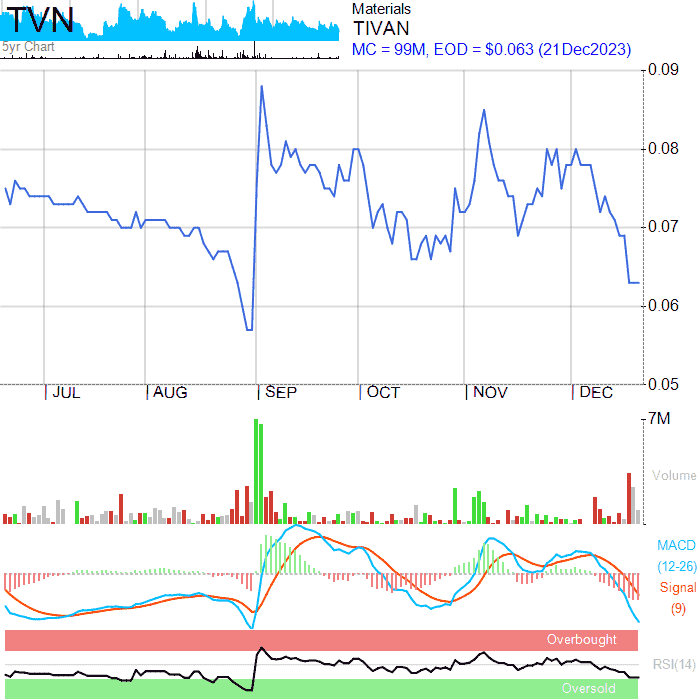 TVN
5yr Chart
Materials
TIVAN
MC = 99M, EOD = $0.063 (21Dec2023)
0.09
0.08
0.07
0.06
0.05
JUL AUG SEP OCT NOV DEC
7M
Volume
MACD
(12-26)
Signal
(9)
Overbought
RSI(14)
Oversold